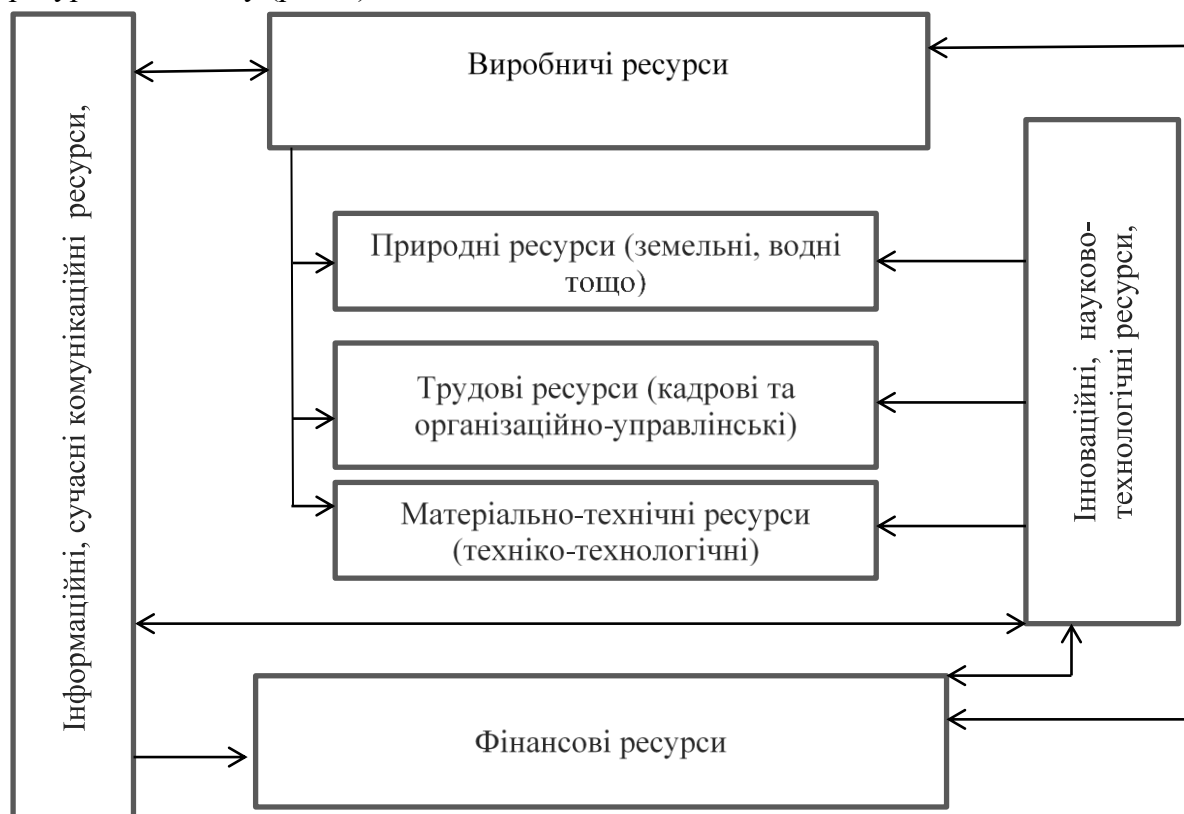 Виробничі ресурси
Інформаційні, сучасні комунікаційні ресурси,
Природні ресурси (земельні, водні
тощо)
Трудові ресурси (кадрові та
організаційно-управлінські)
Матеріально-технічні ресурси
(техніко-технологічні)
Інноваційні, науково-
технологічні ресурси,
Фінансові ресурси